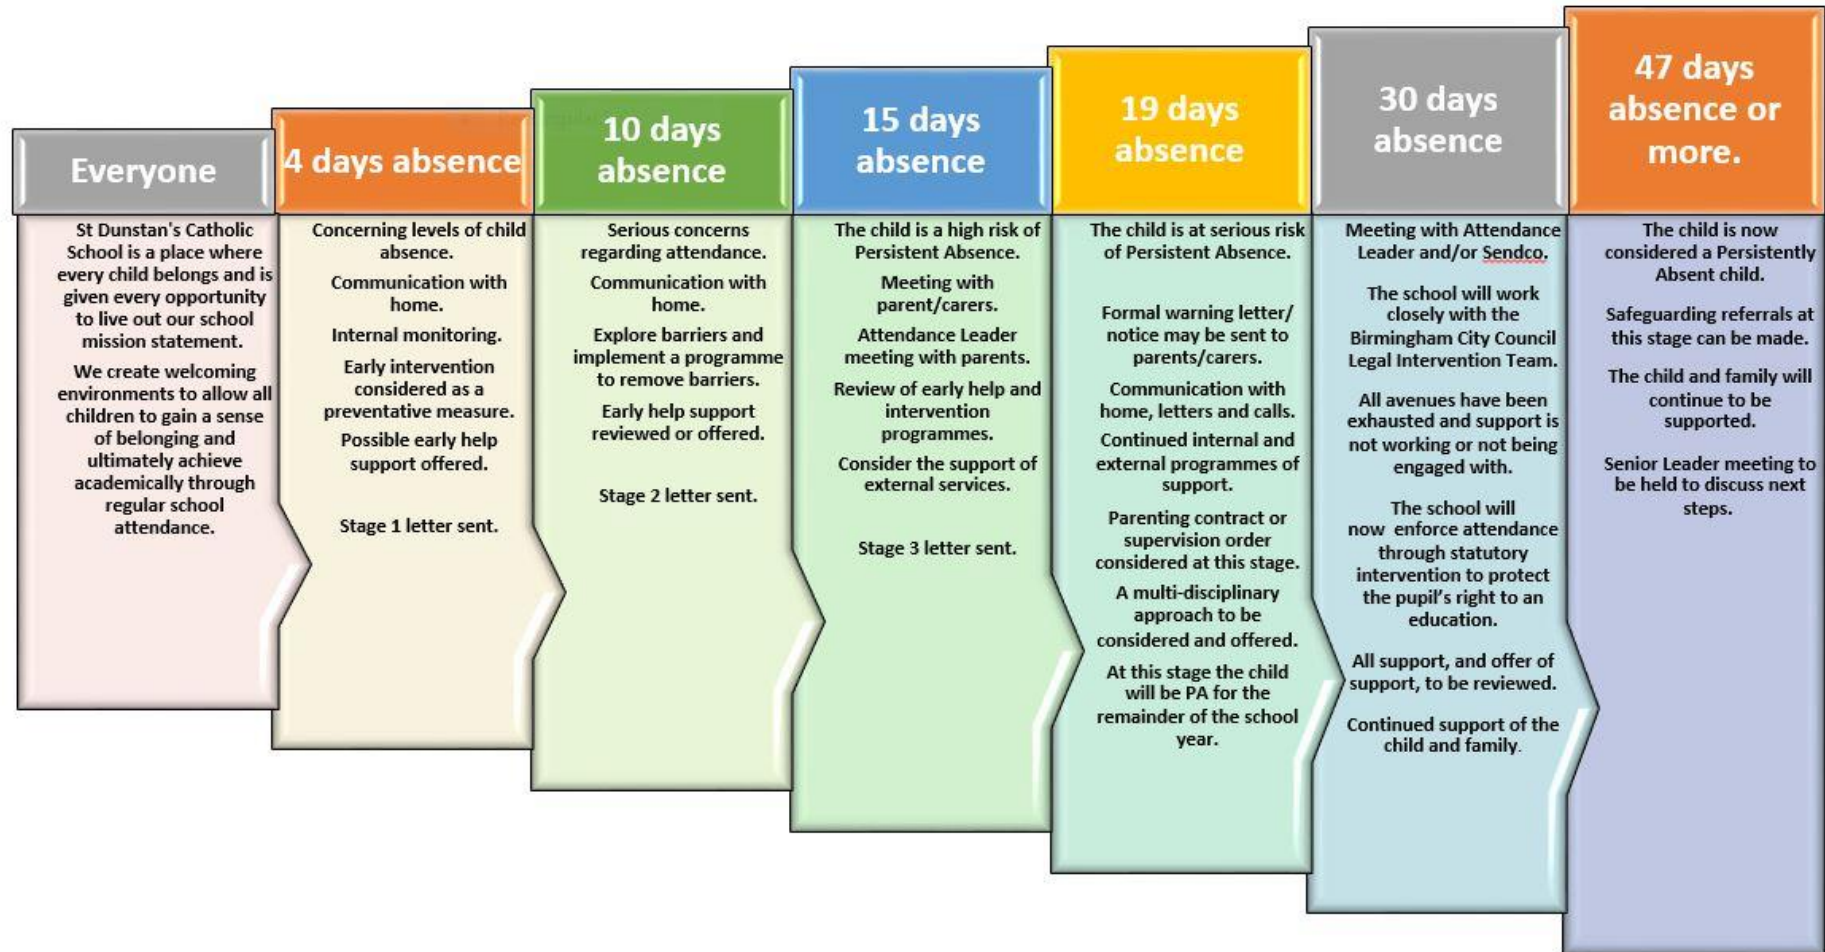 Everyone
St Dunstan's Catholic
School is a place where
every child belongs and is
given every opportunity
to live out our school
mission statement.
We create welcoming
environments to allow all
children to gain a sense
of belonging and
ultimately achieve
academically through
regular school
attendance.
4 days absence
Concerning levels of child
absence.
Communication with
home.
Internal monitoring.
Early intervention
considered as a
preventative measure.
Possible early help
support offered.
Stage 1 letter sent.
10 days
absence
Serious concerns
regarding attendance.
Communication with
home.
Explore barriers and
implement a programme
to remove barriers.
Early help support
reviewed or offered.
Stage 2 letter sent.
15 days
absence
The child is a high risk of
Persistent Absence.
Meeting with
parent/carers.
Attendance Leader
meeting with parents.
Review of early help and
intervention
programmes.
Consider the support of
external services.
Stage 3 letter sent.
19 days
absence
The child is at serious risk
of Persistent Absence.
Formal warning letter/
notice may be sent to
parents/carers.
Communication with
home, letters and calls.
Continued internal and
external programmes of
support.
Parenting contract or
supervision order
considered at this stage.
A multi-disciplinary
approach to be
considered and offered.
At this stage the child
will be PA for the
remainder of the school
year.
30 days
absence
Meeting with Attendance
Leader and/or Sendco.
The school will work
closely with the
Birmingham City Council
Legal Intervention Team.
All avenues have been
exhausted and support is
not working or not being
engaged with.
The school will
now enforce attendance
through statutory
intervention to protect
the pupil's right to an
education.
All support, and offer of
support, to be reviewed.
Continued support of the
child and family.
47 days
absence or
more.
The child is now
considered a Persistently
Absent child.
Safeguarding referrals at
this stage can be made.
The child and family will
continue to be
supported.
Senior Leader meeting to
be held to discuss next
steps.